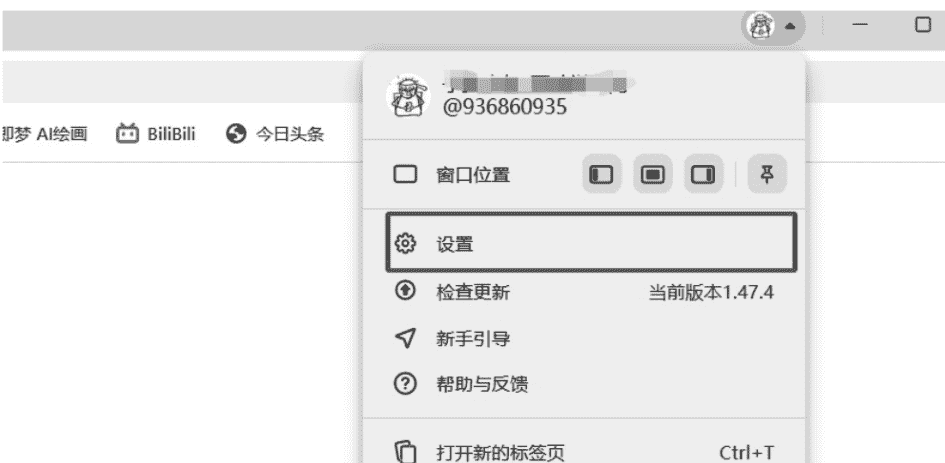 @936860935
即梦 AI绘画 BiliBili 今日头条
窗口位置
设置
检查更新 当前版本1.47.4
新手引导
帮助与反馈
打开新的标签页 Ctrl+T